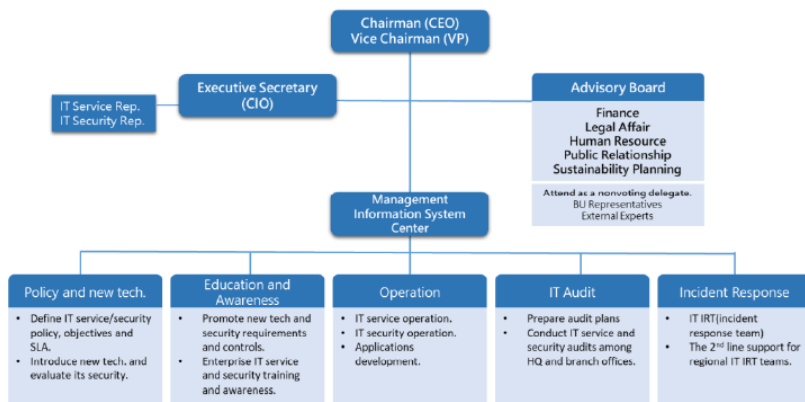 Chairman (CEO)
Vice Chairman (VP)
Executive Secretary
(CIO)
IT Service Rep.
IT Security Rep.
Advisory Board
Finance
Legal Affair
Human Resource
Public Relationship
Sustainability Planning
Attend as a nonvoting delegate.
BU Representatives
External Experts
Management
Information System
Center
Policy and new tech.
• Define IT service/security
policy, objectives and
SLA.
• Introduce new tech. and
evaluate its security.
Education and
Awareness
• Promote new tech and
security requirements
and controls.
• Enterprise IT service
and security training
and awareness.
Operation
• IT service operation.
• IT security operation.
• Applications
development.
IT Audit
• Prepare audit plans
• Conduct IT service and
security audits among
HQ and branch offices.
Incident Response
• IT IRT(incident
response team)
• The 2nd line support for
regional IT IRT teams.